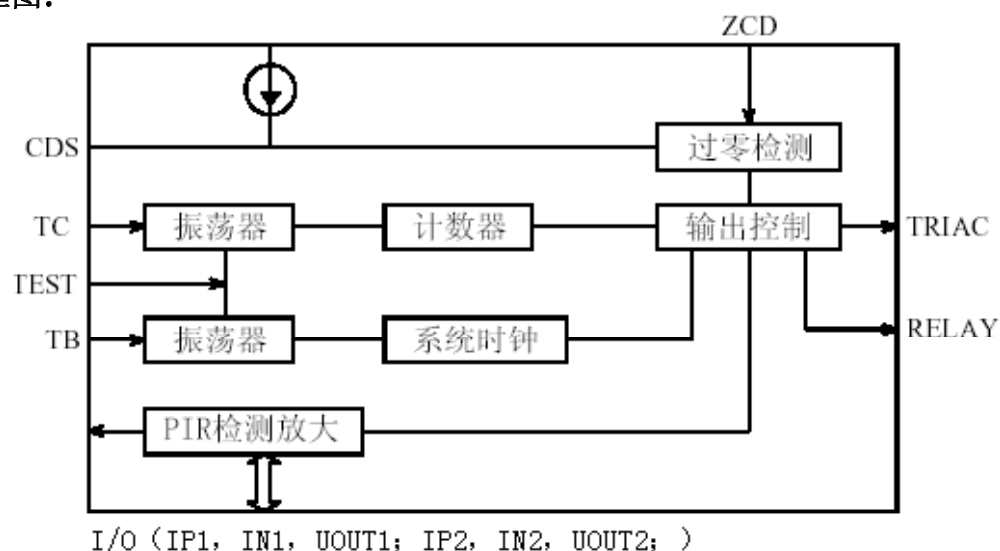 ZCD
CDS
过零检测
TC
振荡器
计数器
输出控制
TRIAC
TEST
TB
振荡器
系统时钟
RELAY
PIR检测放大
I/O（IP1，IN1，UOUT1；IP2，IN2，UOUT2；）